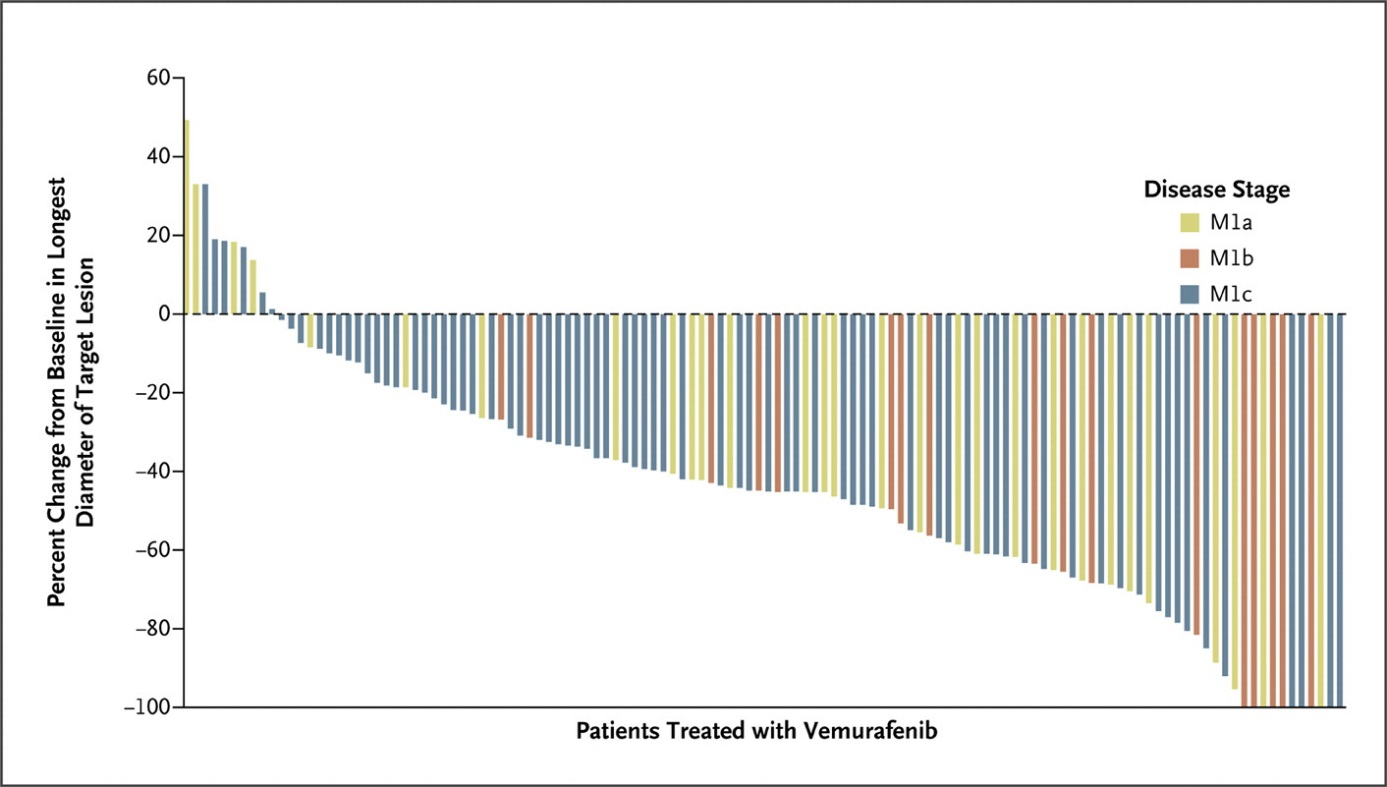 60
40
20
0
−20
−40
−60
−80
−100
Percent Change from Baseline in Longest
Diameter of Target Lesion
Disease Stage
M1a
M1b
M1c
Patients Treated with Vemurafenib